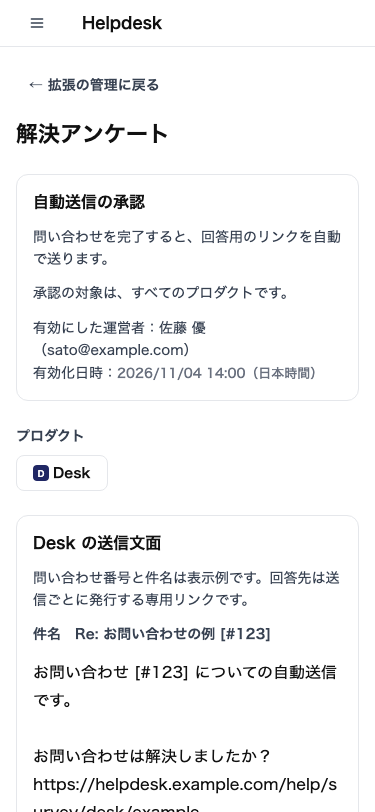 Helpdesk
← 拡張の管理に戻る
解決アンケート
自動送信の承認
問い合わせを完了すると、回答用のリンクを自動
で送ります。
承認の対象は、すべてのプロダクトです。
有効にした運営者：佐藤 優
（sato@example.com）
有効化日時：2026/11/04 14:00（日本時間）
プロダクト
D Desk
Desk の送信文面
問い合わせ番号と件名は表示例です。回答先は送
信ごとに発行する専用リンクです。
件名 Re: お問い合わせの例 [#123]
お問い合わせ [#123] についての自動送信
です。
お問い合わせは解決しましたか？
https://helpdesk.example.com/help/s
urvey/desk/example